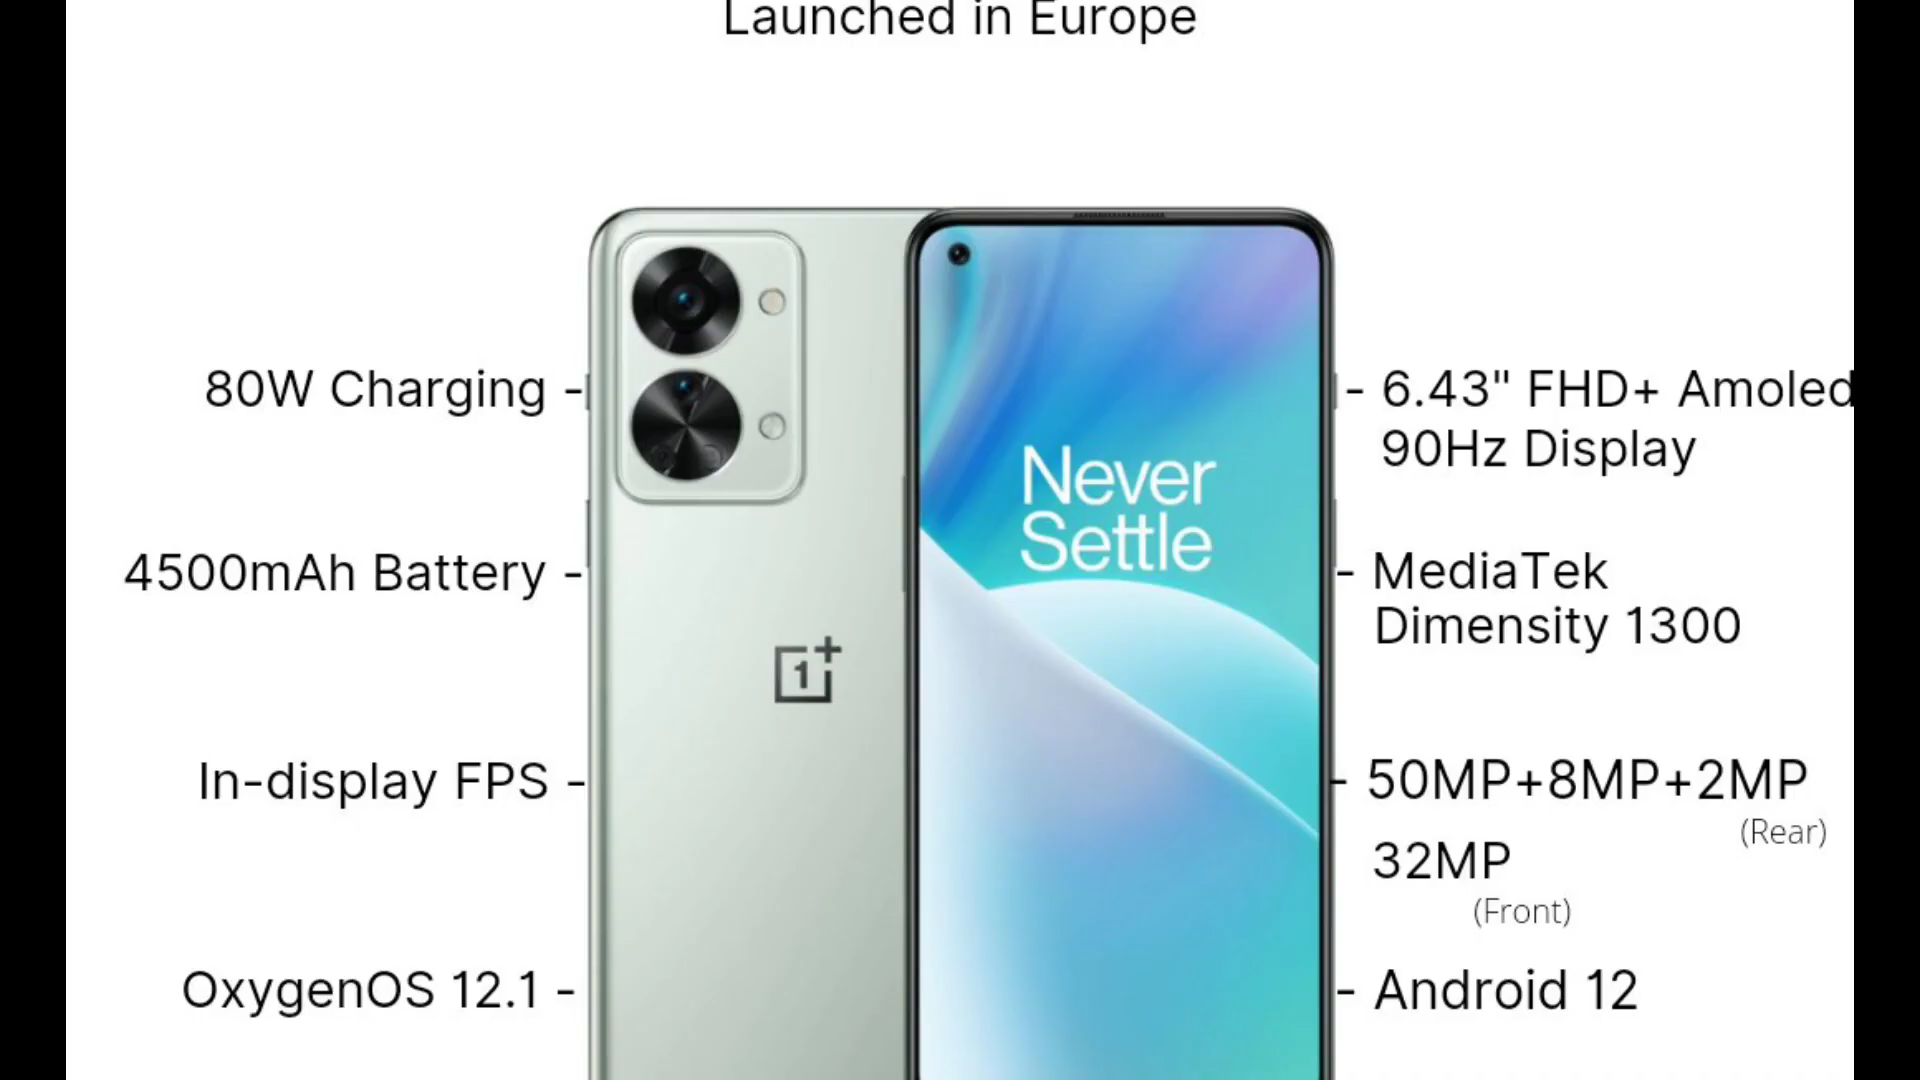 Launched in Europe
80W Charging -
- 6.43" FHD+ Amoled
90Hz Display
Never
Settle
4500mAh Battery -
- MediaTek
Dimensity 1300
1+
In-display FPS -
- 50MP+8MP+2MP
(Rear)
32MP
(Front)
OxygenOS 12.1 -
- Android 12